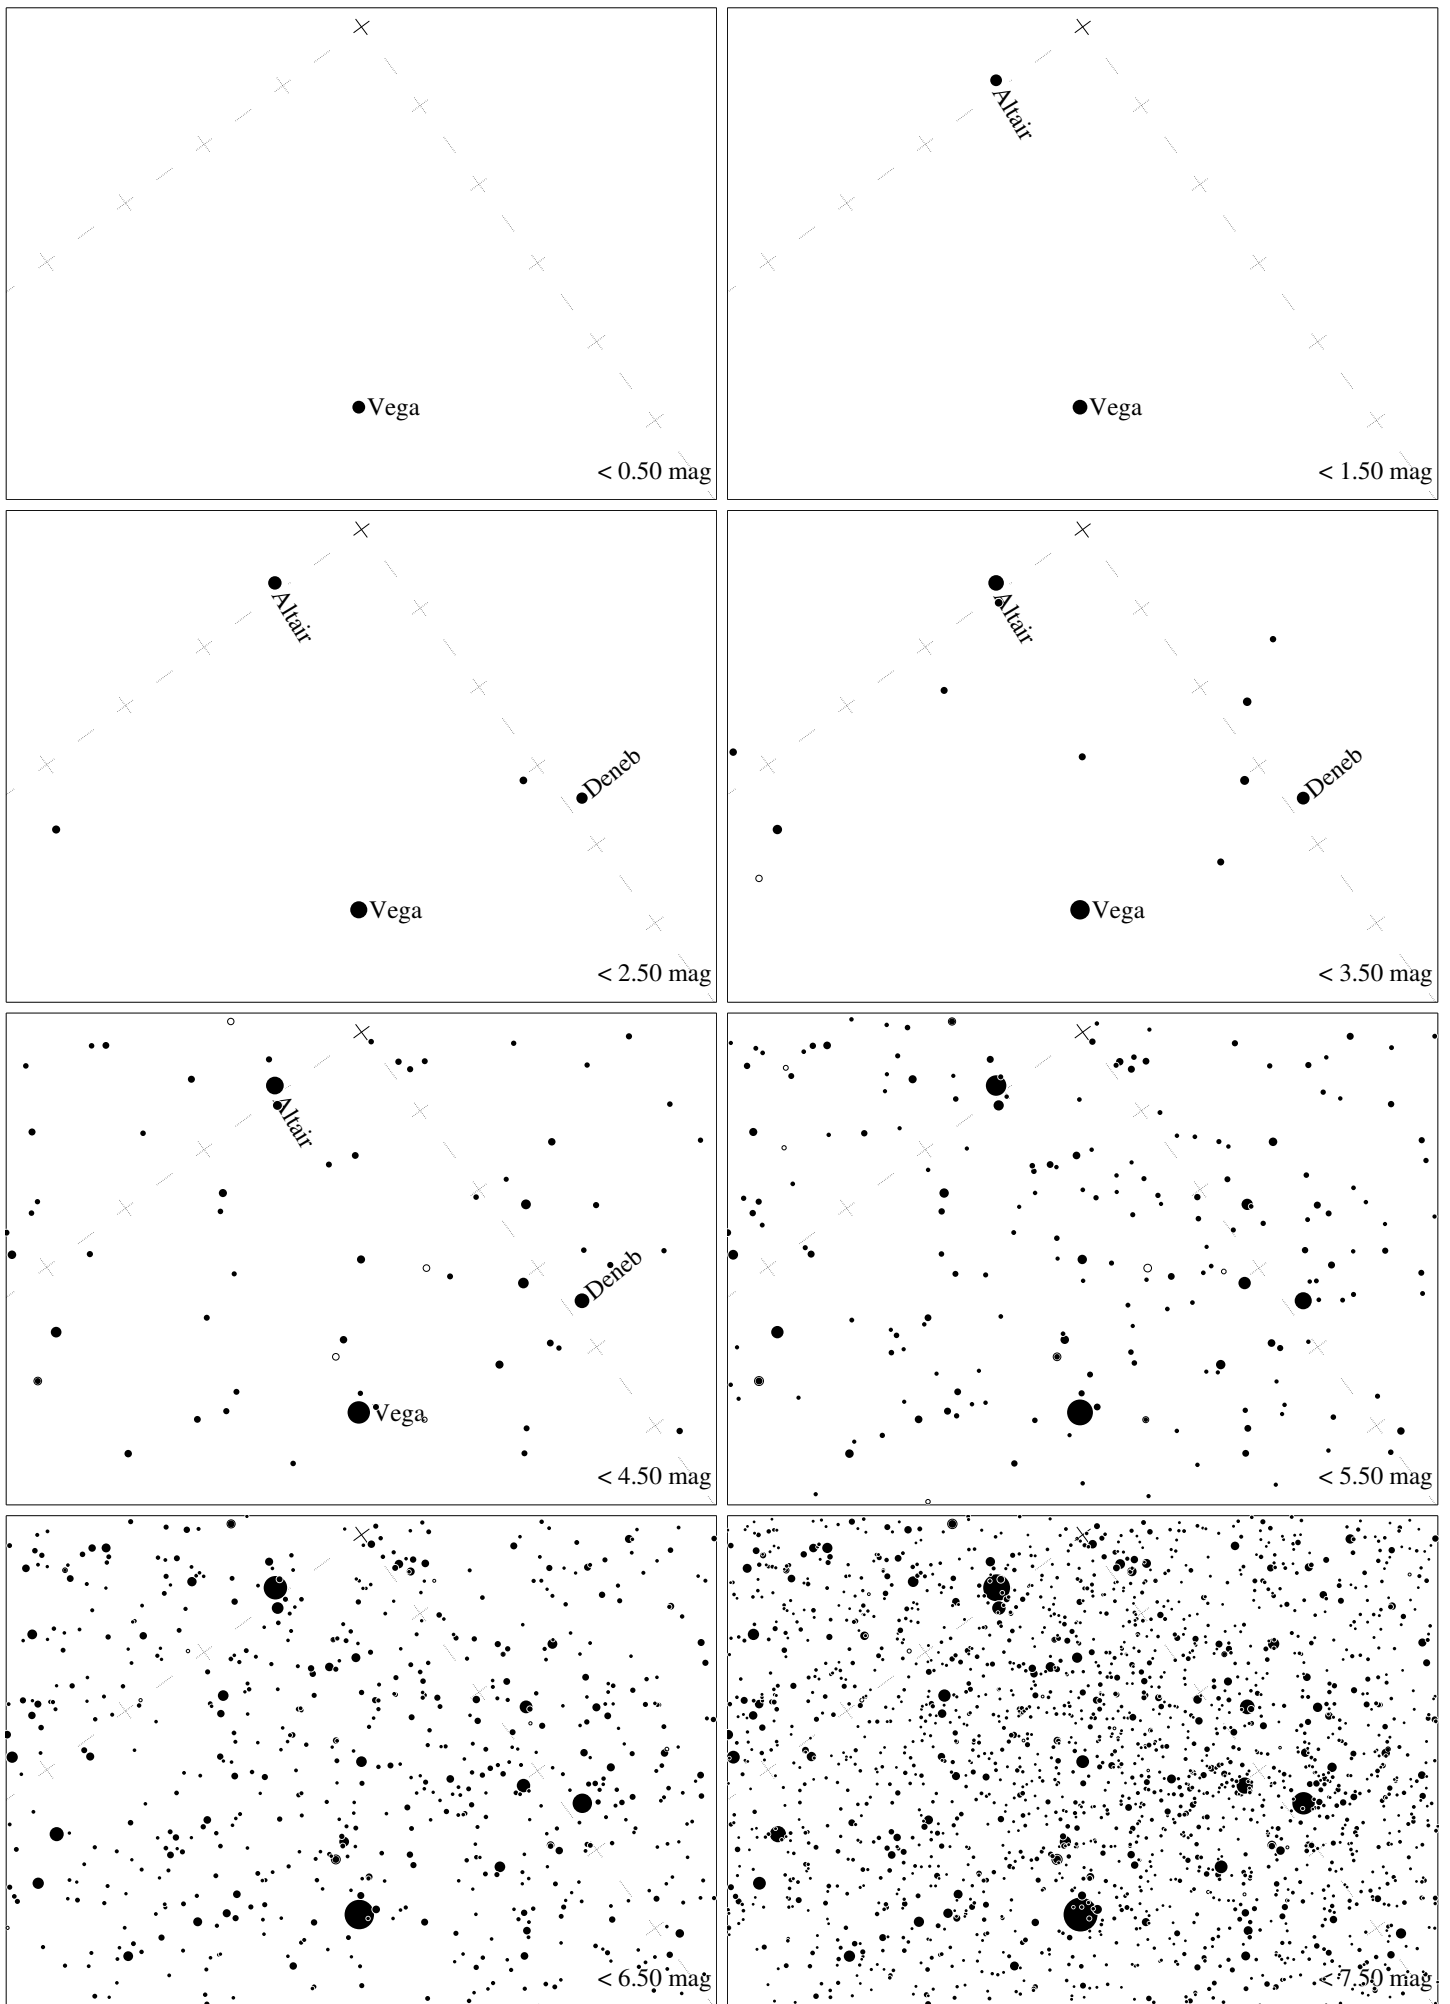 Vega
< 0.50 mag
Altair
Vega
< 1.50 mag
Altair
Deneb
Vega
< 2.50 mag
Altair
Deneb
Vega
< 3.50 mag
Altair
Deneb
Vega
< 4.50 mag
< 5.50 mag
< 6.50 mag
< 7.50 mag